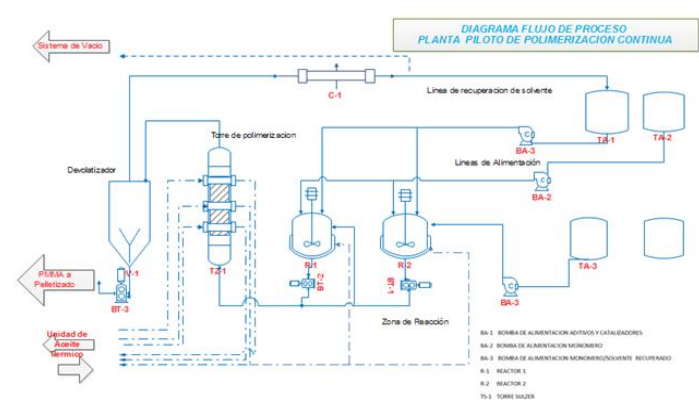 DIAGRAMA FLUJO DE PROCESO
PLANTA PILOTO DE POLIMERIZACIÓN CONTINUA
Sistema de Vacio
C-1
Linea de recuperacion de solvente
Torre de polimerizacion
BA-3
TA-1
TA-2
Lineas de Alimentación
Devolatizador
BA-2
V-1
TZ-1
R-1
R-2
TA-3
PMMA a
Pelletizado
BT-3
BT-2
BT-1
BA-3
Zona de Reacción
Unidad de
Aceite
Termico
BA-1 BOMBA DE ALIMENTACION ADITIVOS Y CATALIZADORES
BA-2 BOMBA DE ALIMENTACION MONOMERO
BA-3 BOMBA DE ALIMENTACION MONOMERO/SOLVENTE RECUPERADO
R-1 REACTOR 1
R-2 REACTOR 2
TS-1 TORRE SULZER